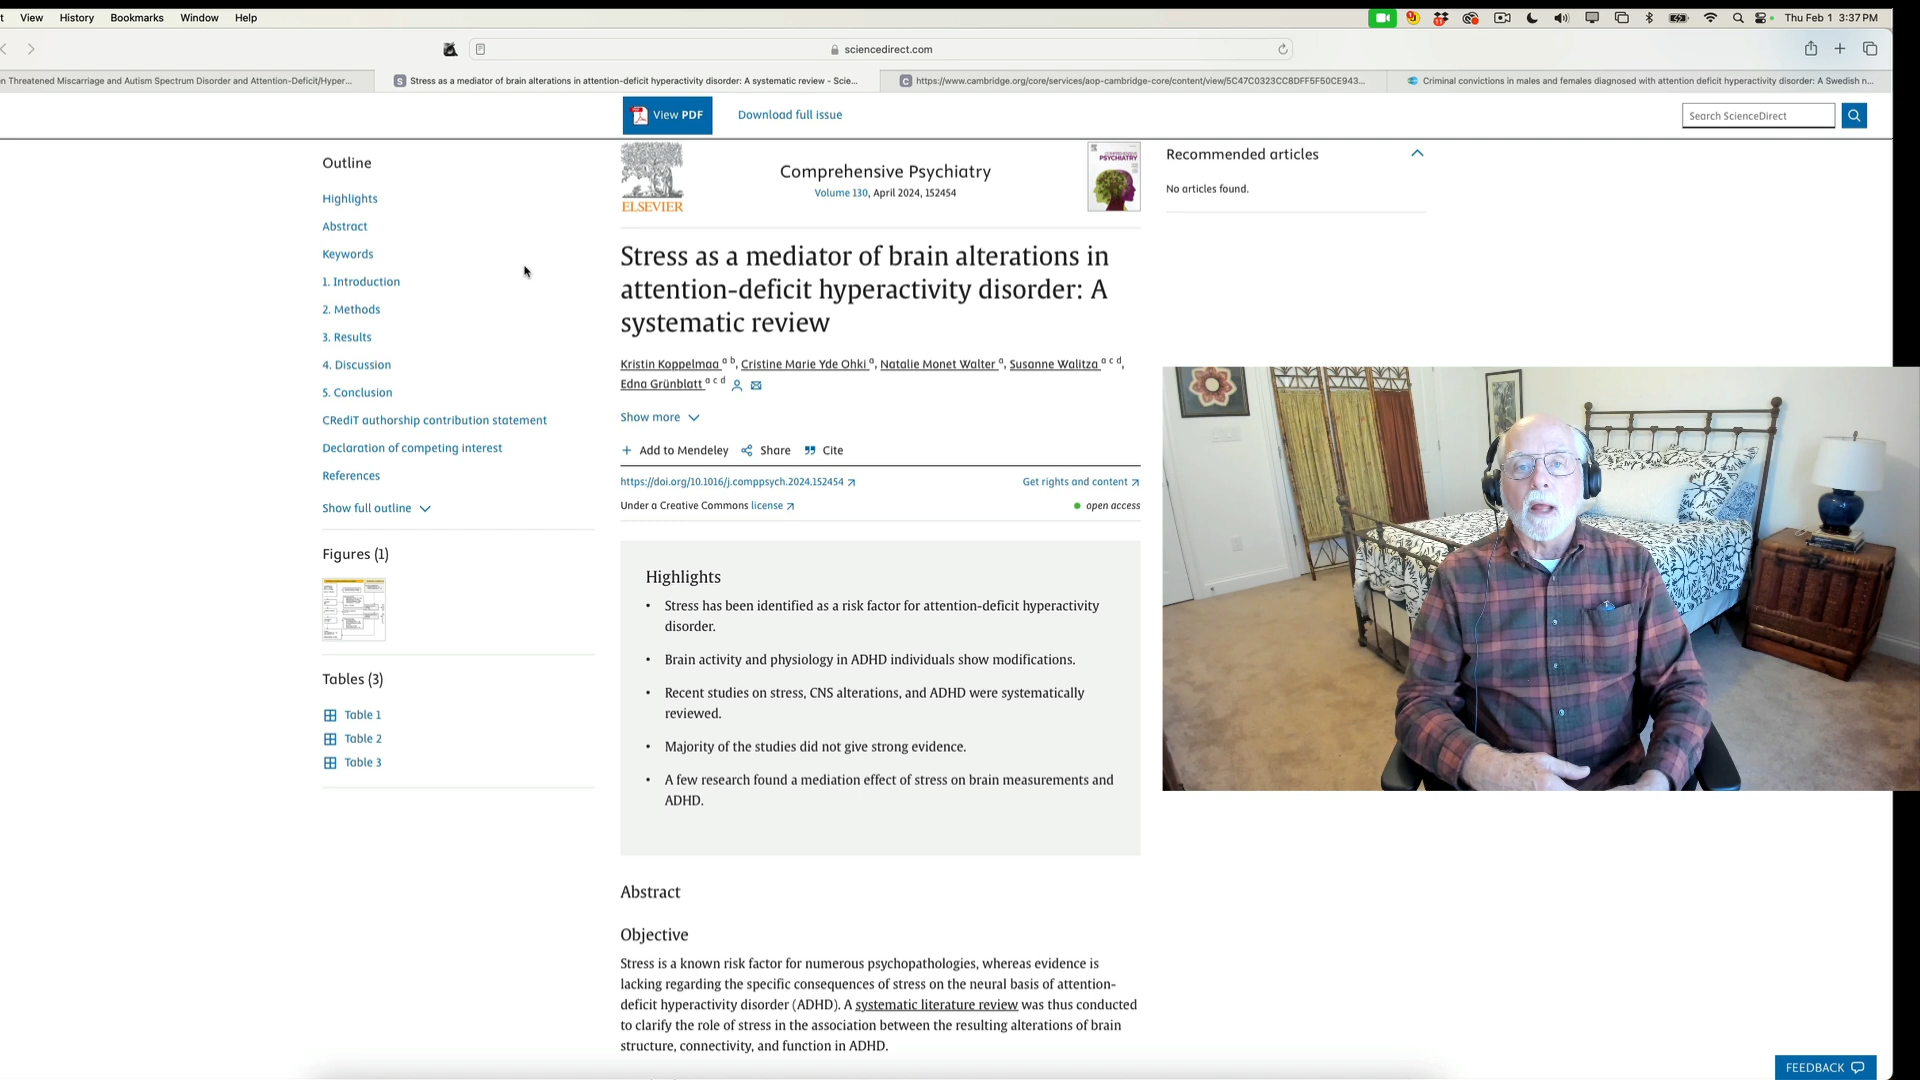 View History Bookmarks Window Help
Thu Feb 1 3:37 PM
sciencedirect.com
n Threatened Miscarriage and Autism Spectrum Disorder and Attention-Deficit/Hyper...
S Stress as a mediator of brain alterations in attention-deficit hyperactivity disorder: A systematic review - Scie...
C https://www.cambridge.org/core/services/aop-cambridge-core/content/view/5C47C0323CC8DFF5F50CE943...
Criminal convictions in males and females diagnosed with attention deficit hyperactivity disorder: A Swedish n...
View PDF
Download full issue
Search ScienceDirect
Outline
Highlights
Abstract
Keywords
1. Introduction
2. Methods
3. Results
4. Discussion
5. Conclusion
CRediT authorship contribution statement
Declaration of competing interest
References
Show full outline
Figures (1)
Tables (3)
Table 1
Table 2
Table 3
ELSEVIER
Comprehensive Psychiatry
Volume 130, April 2024, 152454
PSYCHIATRY
Stress as a mediator of brain alterations in
attention-deficit hyperactivity disorder: A
systematic review
Kristin Koppelmaa a b, Cristine Marie Yde Ohki a, Natalie Monet Walter a, Susanne Walitza a c d,
Edna Grünblatt a c d
Show more
+ Add to Mendeley Share Cite
https://doi.org/10.1016/j.comppsych.2024.152454
Get rights and content
Under a Creative Commons license
open access
Highlights
• Stress has been identified as a risk factor for attention-deficit hyperactivity
disorder.
• Brain activity and physiology in ADHD individuals show modifications.
• Recent studies on stress, CNS alterations, and ADHD were systematically
reviewed.
• Majority of the studies did not give strong evidence.
• A few research found a mediation effect of stress on brain measurements and
ADHD.
Abstract
Objective
Stress is a known risk factor for numerous psychopathologies, whereas evidence is
lacking regarding the specific consequences of stress on the neural basis of attention-
deficit hyperactivity disorder (ADHD). A systematic literature review was thus conducted
to clarify the role of stress in the association between the resulting alterations of brain
structure, connectivity, and function in ADHD.
Recommended articles
No articles found.
FEEDBACK